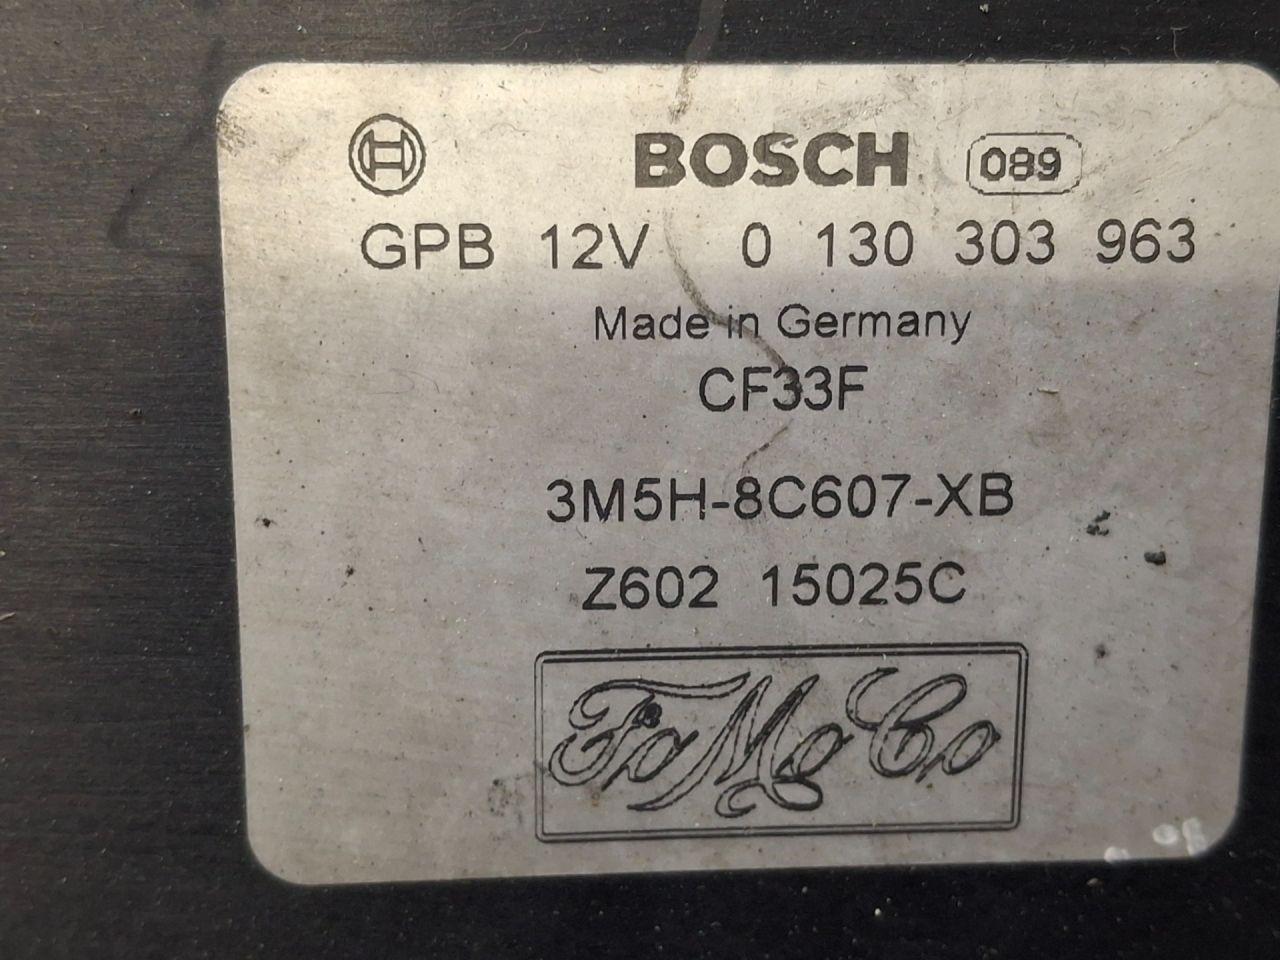 BOSCH 089
GPB 12V 0 130 303 963
Made in Germany
CF33F
3M5H-8C607-XB
Z602 15025C
FoMoCo